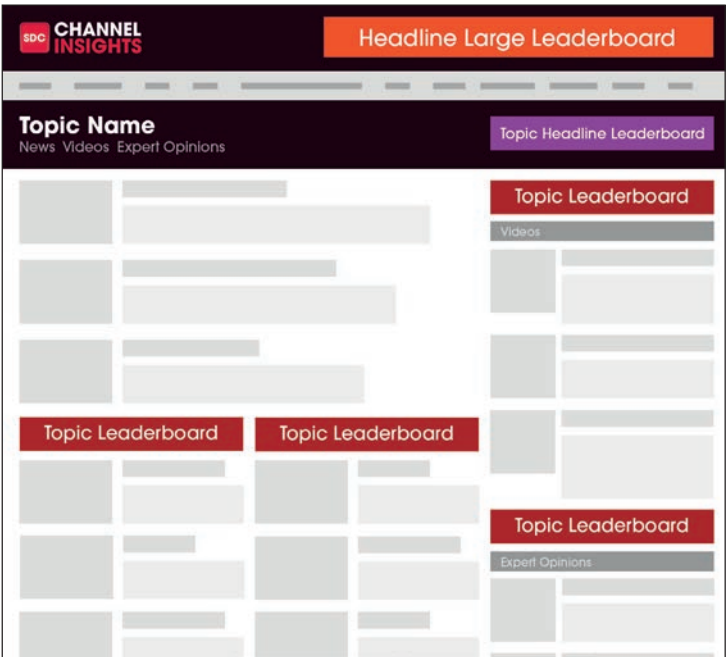 SDC CHANNEL
INSIGHTS
Headline Large Leaderboard
Topic Name
News Videos Expert Opinions
Topic Headline Leaderboard
Topic Leaderboard
Videos
Topic Leaderboard
Topic Leaderboard
Topic Leaderboard
Expert Opinions